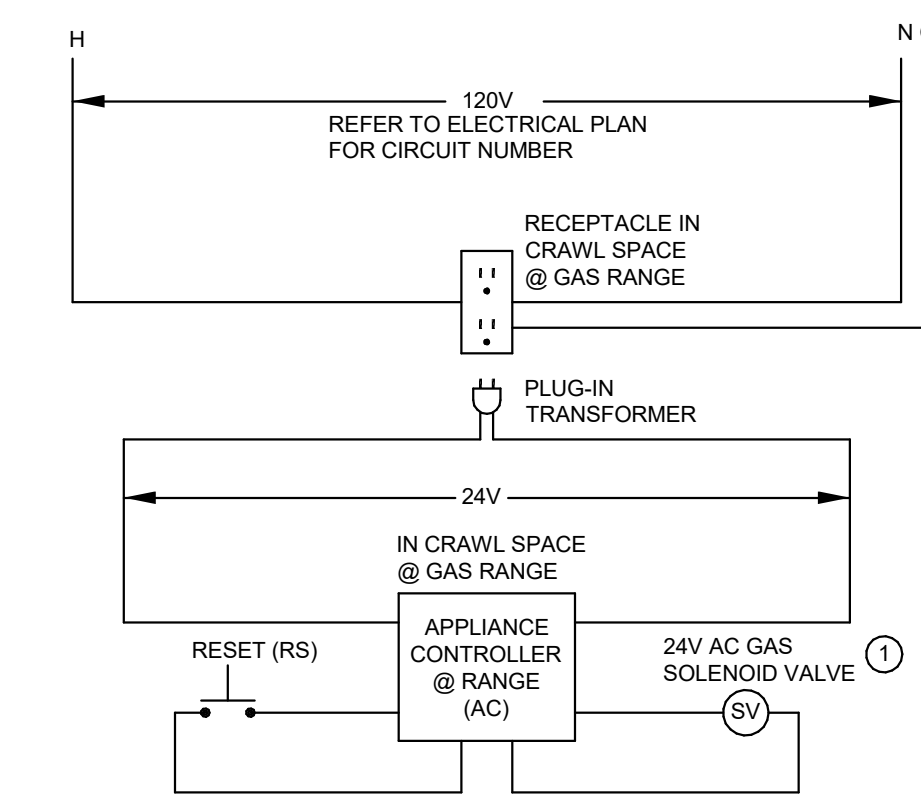 H
N
120V
REFER TO ELECTRICAL PLAN
FOR CIRCUIT NUMBER
RECEPTACLE IN
CRAWL SPACE
@ GAS RANGE
PLUG-IN
TRANSFORMER
24V
IN CRAWL SPACE
@ GAS RANGE
APPLIANCE
CONTROLLER
@ RANGE
(AC)
RESET (RS)
24V AC GAS
SOLENOID VALVE
1
SV